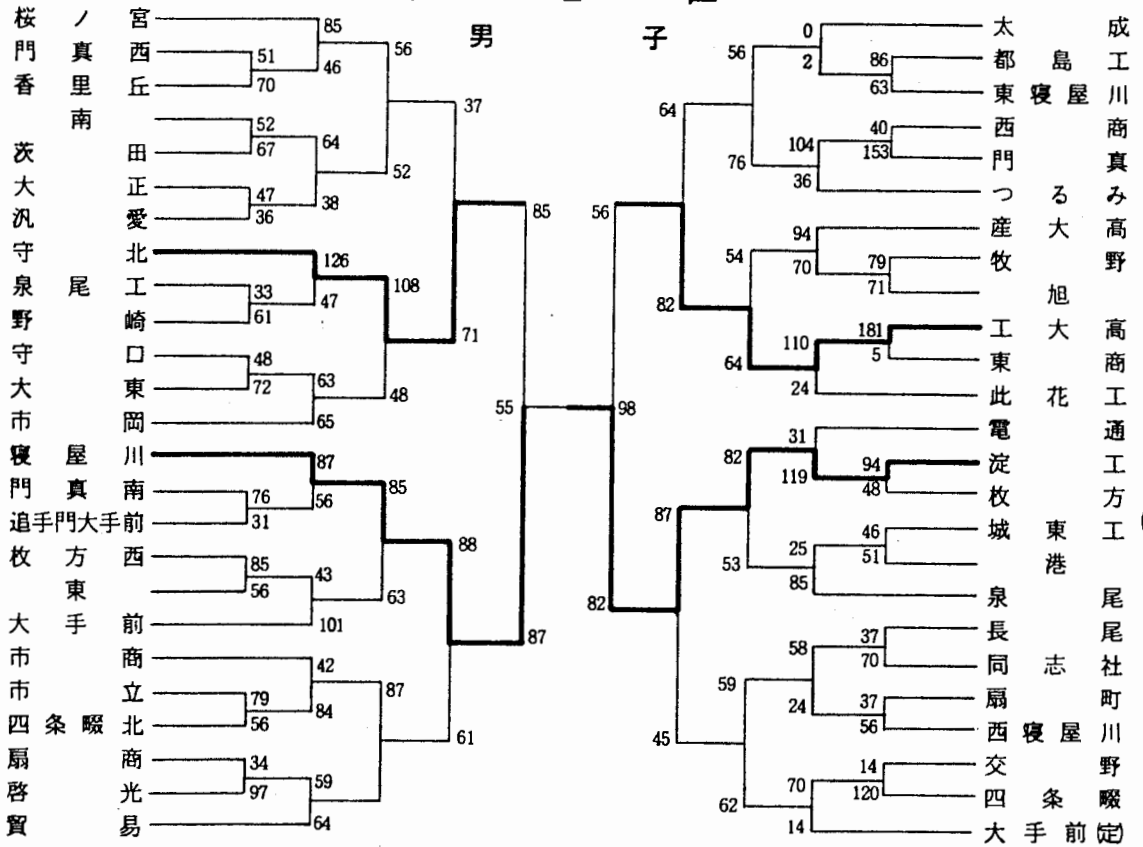 男子
桜ノ宮
門真西
香里丘
南
茨田
大正
汎愛
守北
泉尾工
野崎
守口
大東
市岡
寝屋川
門真南
追手門大手前
枚方西
東
大手前
市商
市立
四条畷北
扇商
啓光
貿易
85
51
46
70
56
52
67
64
47
36
38
52
37
126
33
61
47
108
48
72
63
65
48
71
85
87
76
31
56
85
85
56
43
101
63
88
42
79
56
84
87
34
97
59
64
61
87
55
98
56
82
64
56
0
2
86
63
76
104
40
153
36
82
54
94
70
79
71
64
110
181
5
24
87
82
31
119
94
48
53
25
46
51
85
45
59
58
37
70
24
37
56
62
70
14
120
14
太成
都島工
東寝屋川
西商
門真
つるみ
産大高
牧野
旭
工大高
東商
此花工
電通
淀工
枚方
城東工
港
泉尾
長尾
同志社
扇町
西寝屋川
交野
四条畷
大手前(定)